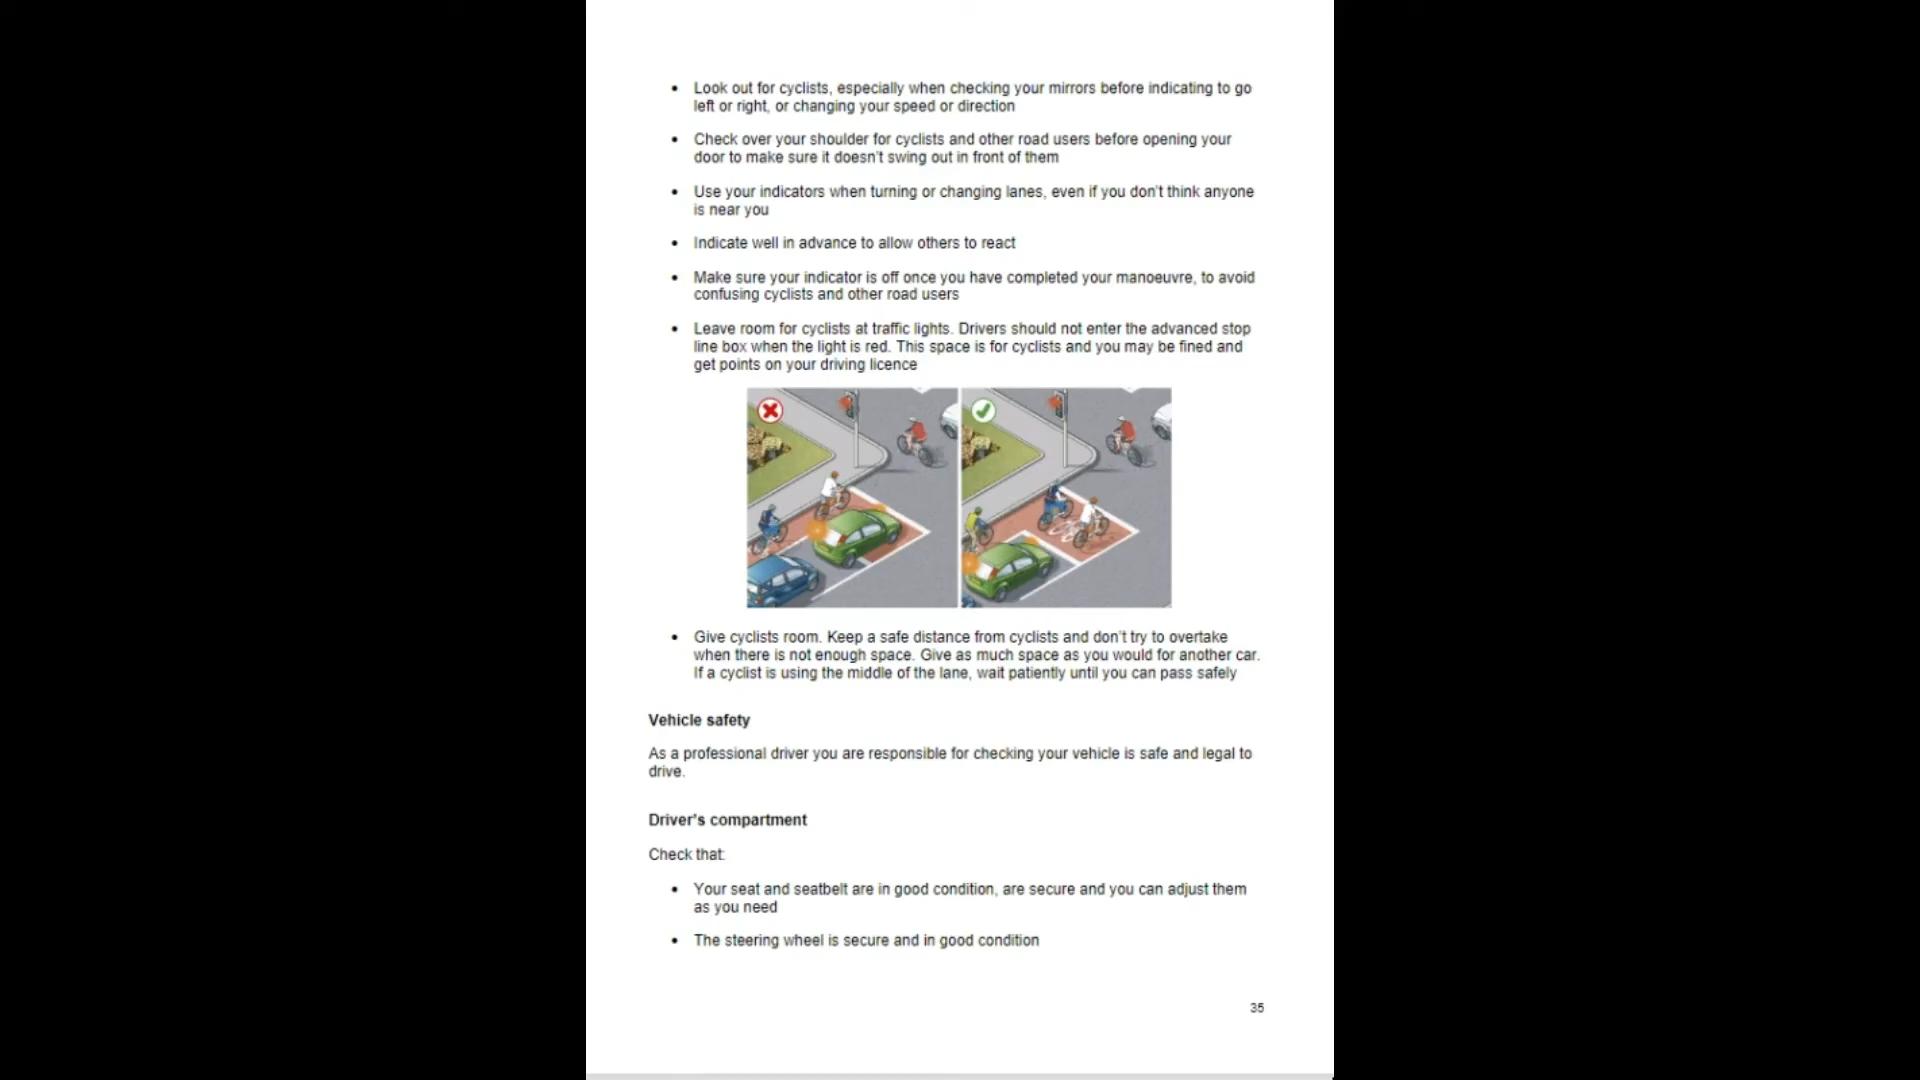 • Look out for cyclists, especially when checking your mirrors before indicating to go
left or right, or changing your speed or direction
• Check over your shoulder for cyclists and other road users before opening your
door to make sure it doesn't swing out in front of them
• Use your indicators when turning or changing lanes, even if you don't think anyone
is near you
• Indicate well in advance to allow others to react
• Make sure your indicator is off once you have completed your manoeuvre, to avoid
confusing cyclists and other road users
• Leave room for cyclists at traffic lights. Drivers should not enter the advanced stop
line box when the light is red. This space is for cyclists and you may be fined and
get points on your driving licence
• Give cyclists room. Keep a safe distance from cyclists and don't try to overtake
when there is not enough space. Give as much space as you would for another car.
If a cyclist is using the middle of the lane, wait patiently until you can pass safely
Vehicle safety
As a professional driver you are responsible for checking your vehicle is safe and legal to
drive.
Driver's compartment
Check that:
• Your seat and seatbelt are in good condition, are secure and you can adjust them
as you need
• The steering wheel is secure and in good condition
35